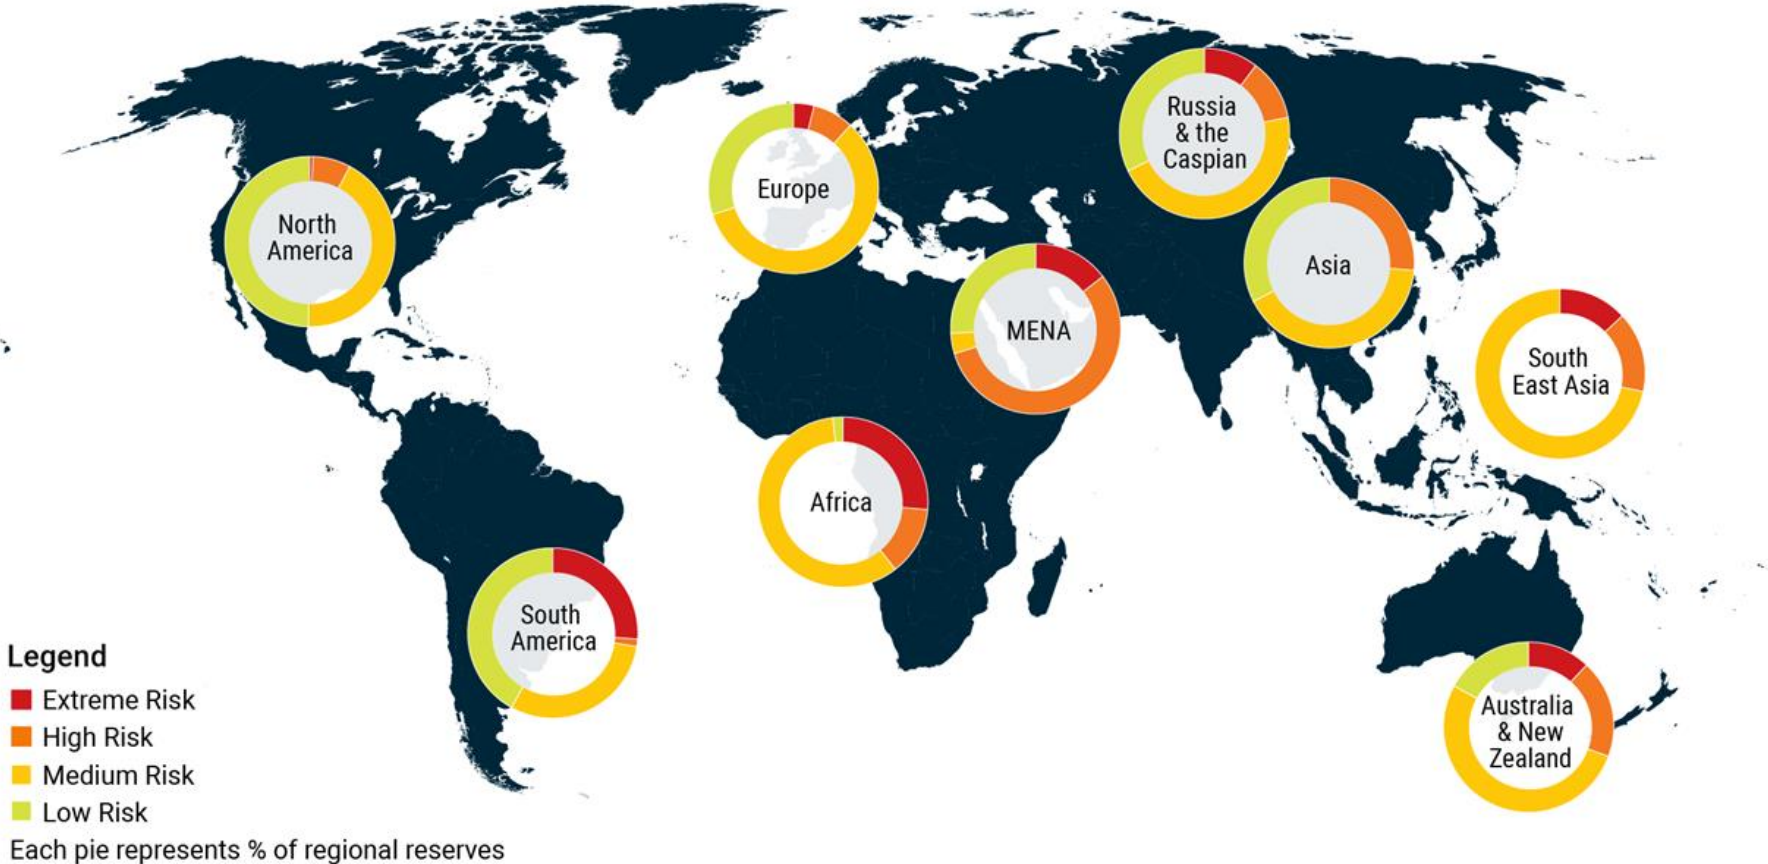 Russia
& the
Caspian
Europe
North
America
Asia
MENA
South
East Asia
Africa
South
America
Australia
& New
Zealand
Legend
Extreme Risk
High Risk
Medium Risk
Low Risk
Each pie represents % of regional reserves